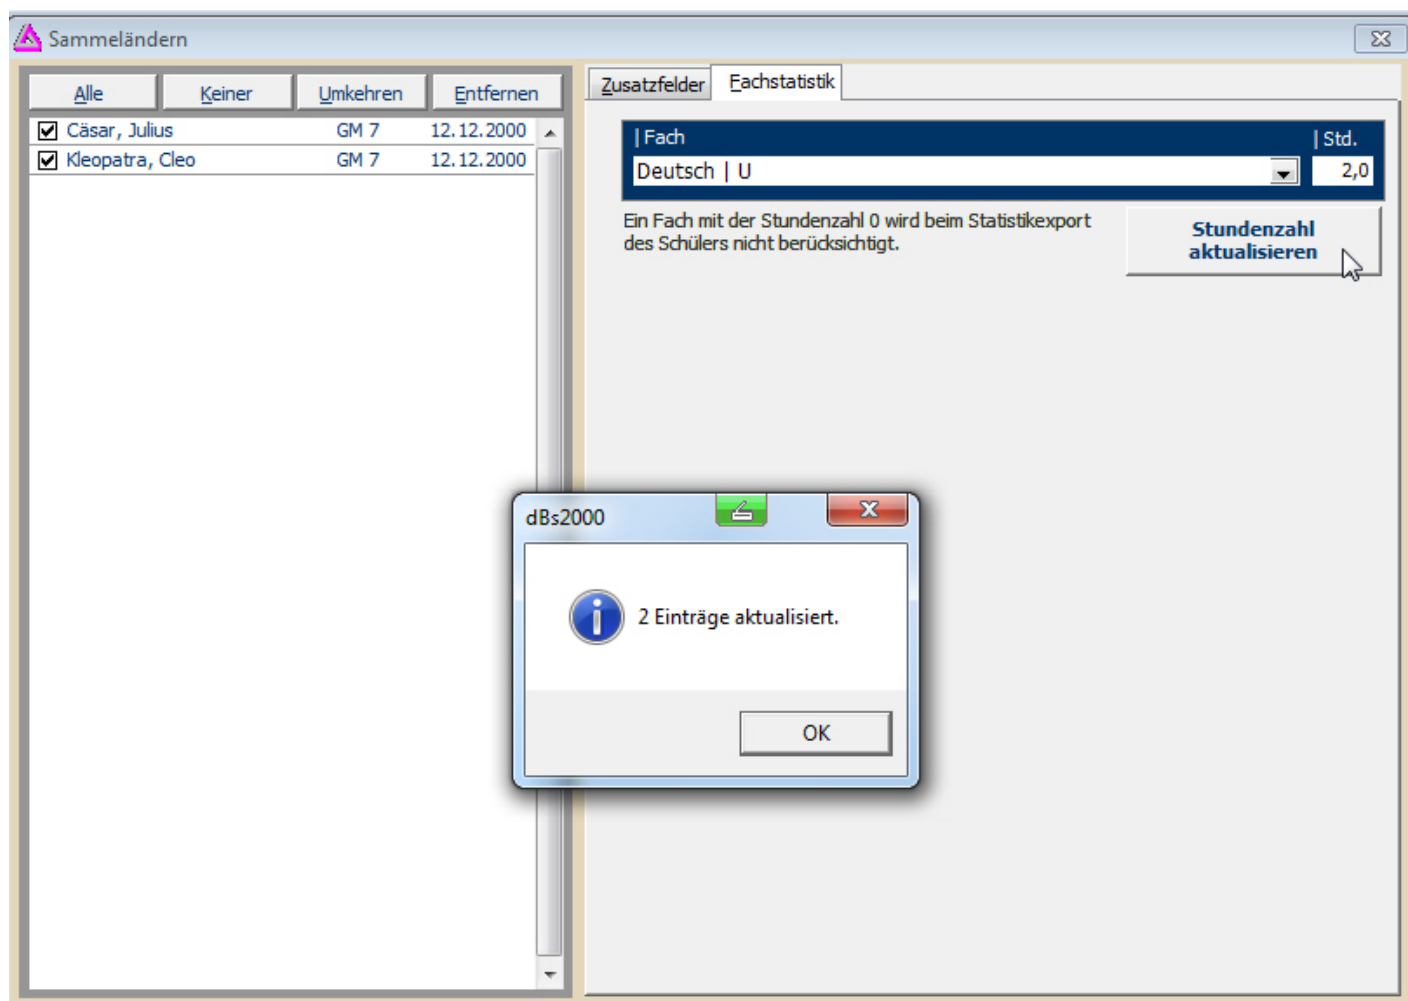 Sammeländern
Alle Keiner Umkehren Entfernen
Cäsar, Julius GM 7 12.12.2000
Kleopatra, Cleo GM 7 12.12.2000
Zusatzfelder Fachstatistik
| Fach | Std.
Deutsch | U 2,0
Ein Fach mit der Stundenzahl 0 wird beim Statistikexport
des Schülers nicht berücksichtigt.
Stundenzahl
aktualisieren
dBs2000
2 Einträge aktualisiert.
OK